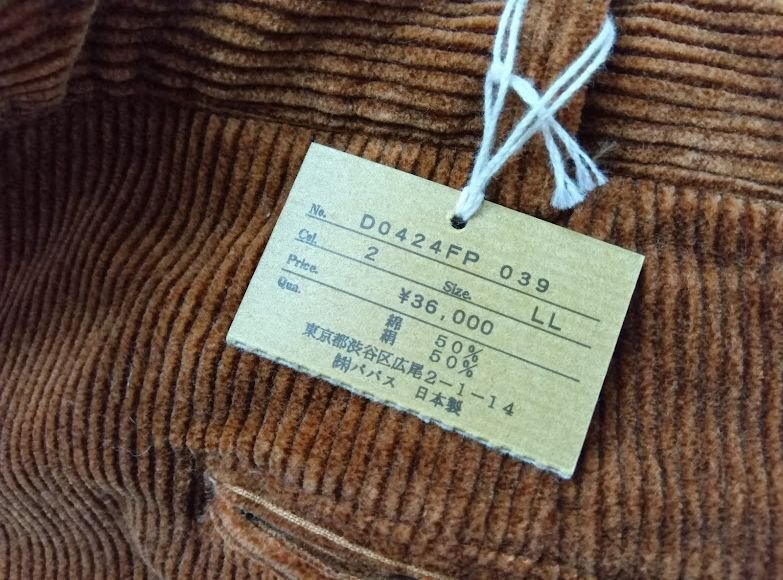 No. D0424FP 039
Col. 2 Size. LL
Price. ¥36,000
Qua. 綿 50%
絹 50%
東京都渋谷区広尾2-1-14
㈱パパス 日本製